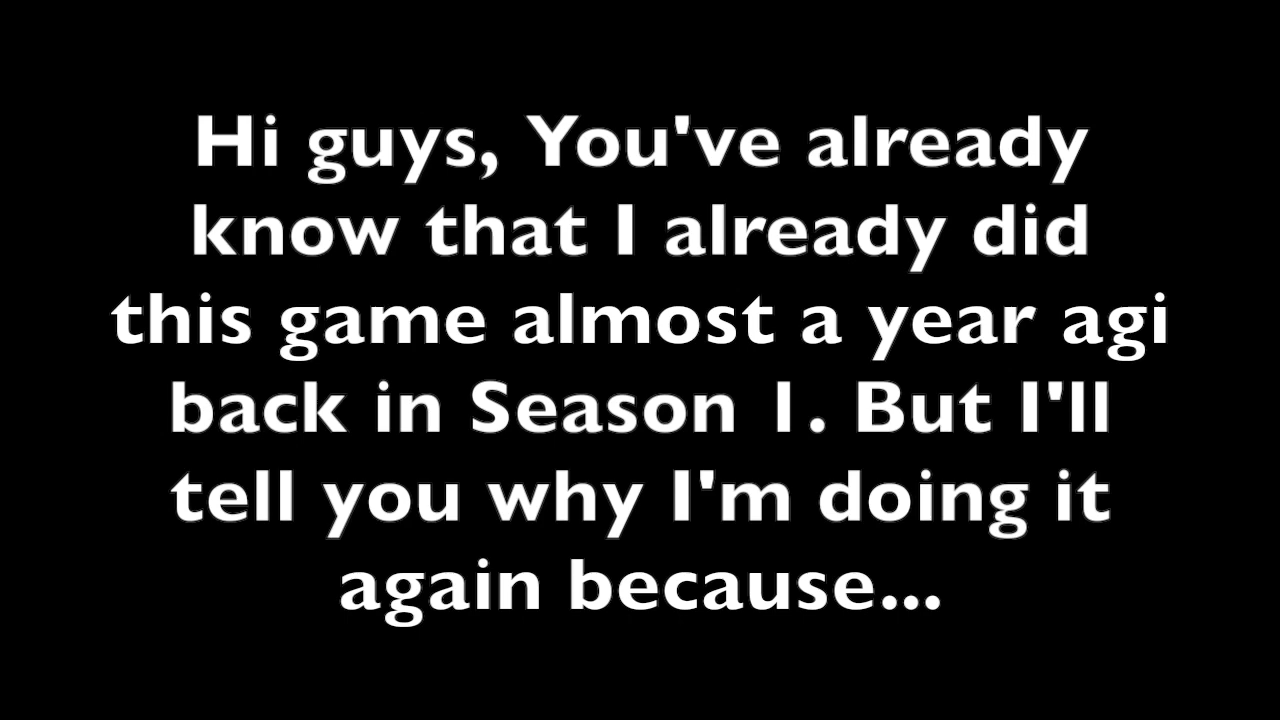 Hi guys, You've already
know that I already did
this game almost a year agi
back in Season 1. But I'll
tell you why I'm doing it
again because...